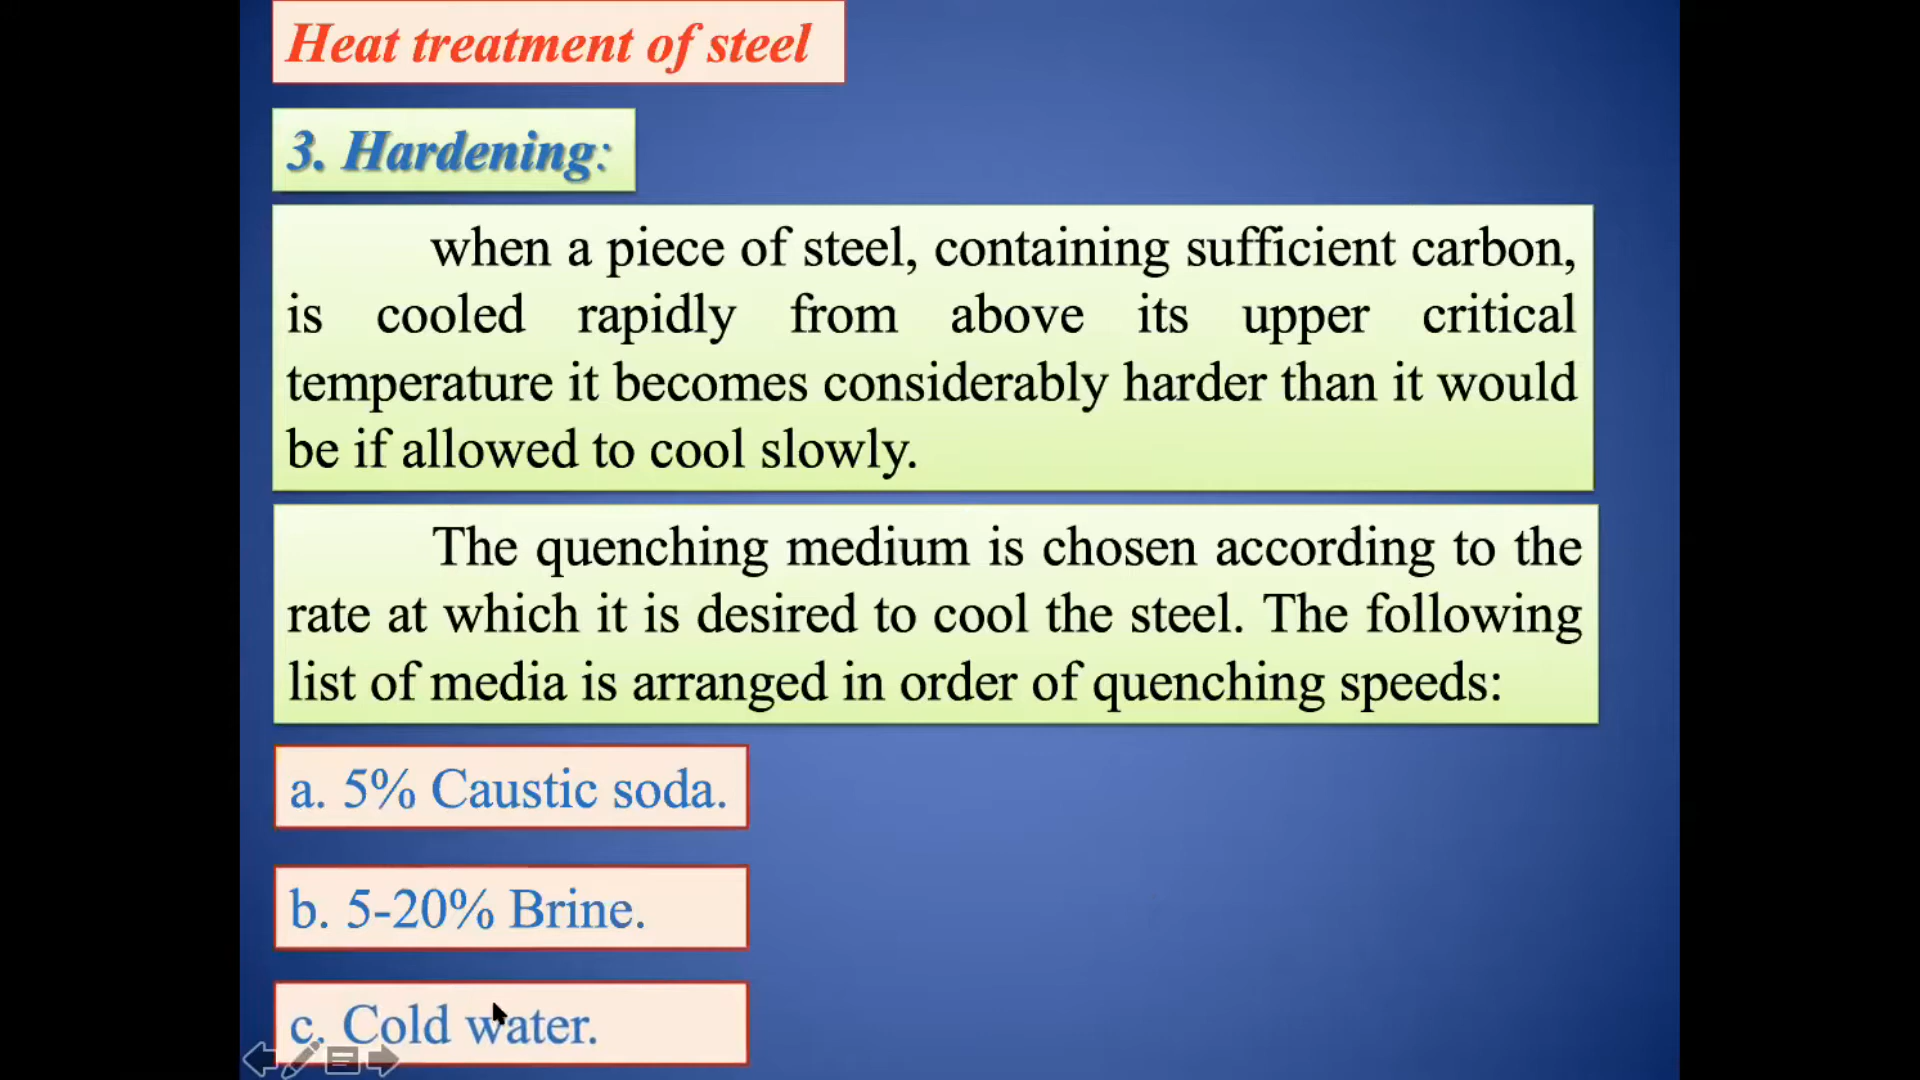 Heat treatment of steel
3. Hardening:
when a piece of steel, containing sufficient carbon,
is cooled rapidly from above its upper critical
temperature it becomes considerably harder than it would
be if allowed to cool slowly.
The quenching medium is chosen according to the
rate at which it is desired to cool the steel. The following
list of media is arranged in order of quenching speeds:
a. 5% Caustic soda.
b. 5-20% Brine.
c. Cold water.